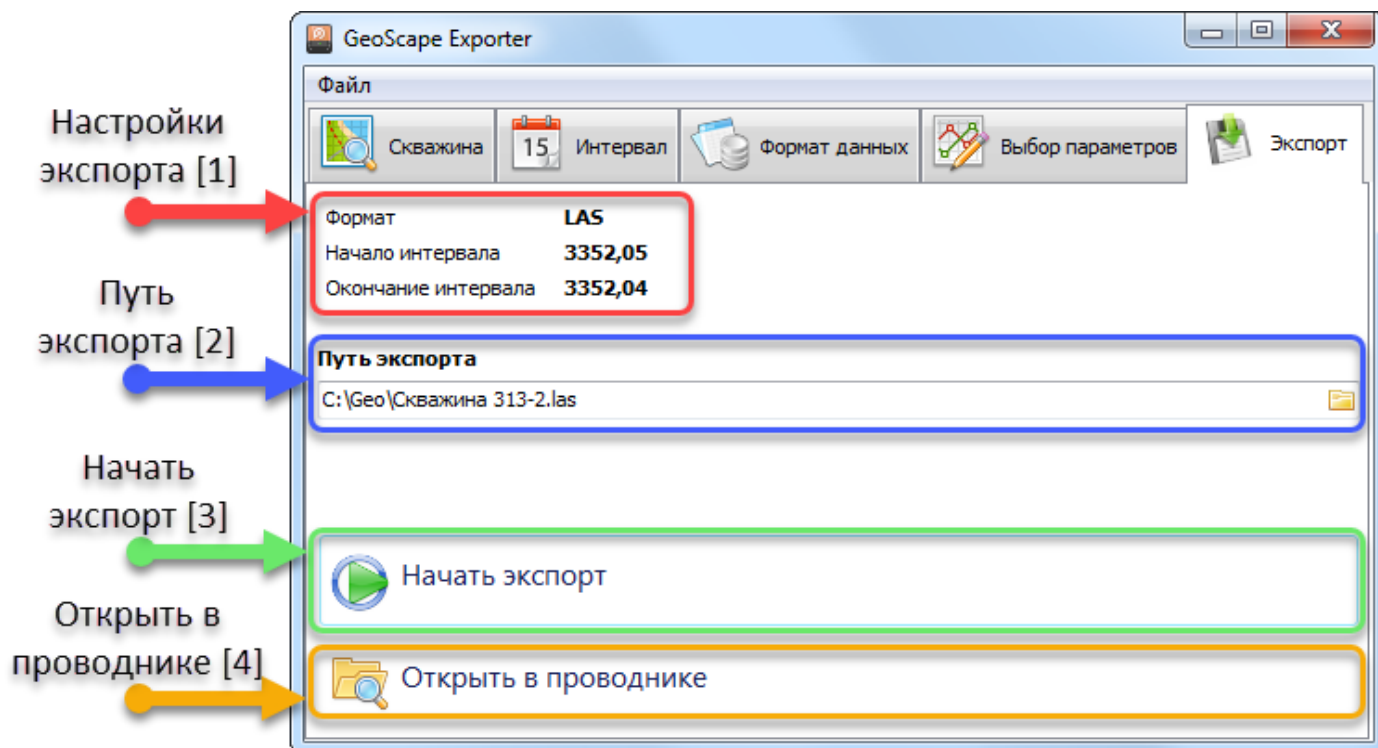 GeoScape Exporter
Файл
Скважина
15
Интервал
Формат данных
Выбор параметров
Экспорт
Настройки
экспорта [1]
Формат LAS
Начало интервала 3352,05
Окончание интервала 3352,04
Путь
экспорта [2]
Путь экспорта
C:\Geo\Скважина 313-2.las
Начать
экспорт [3]
Начать экспорт
Открыть в
проводнике [4]
Открыть в проводнике